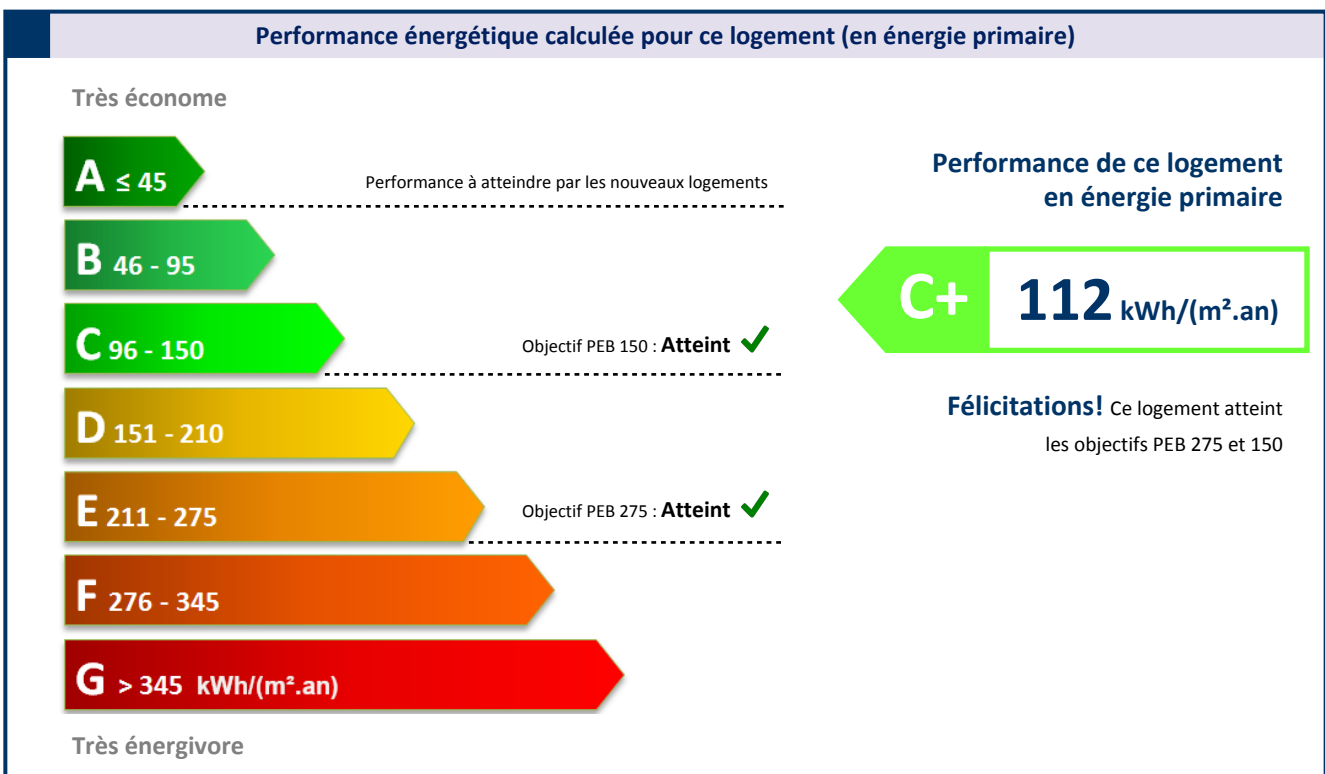 Performance énergétique calculée pour ce logement (en énergie primaire)
Très économe
A ≤ 45
Performance à atteindre par les nouveaux logements
B 46 - 95
C 96 - 150
Objectif PEB 150 : Atteint
D 151 - 210
E 211 - 275
Objectif PEB 275 : Atteint
F 276 - 345
G > 345 kWh/(m².an)
Très énergivore
Performance de ce logement
en énergie primaire
C+ 112 kWh/(m².an)
Félicitations! Ce logement atteint
les objectifs PEB 275 et 150